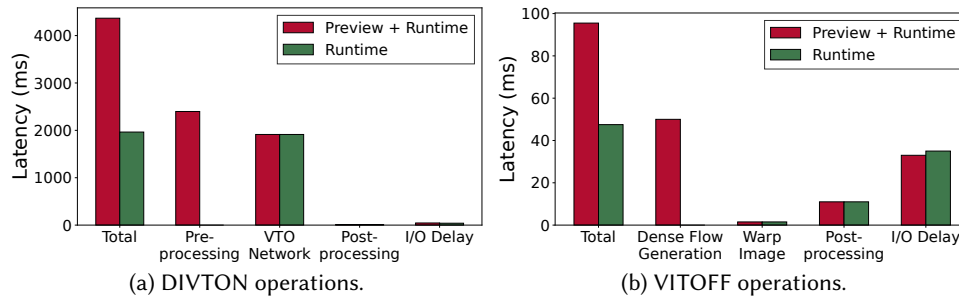 Latency (ms)
4000
3000
2000
1000
0
Preview + Runtime
Runtime
Total
Pre-
processing
VTO
Network
Post-
processing
I/O Delay
(a) DIVTON operations.
Latency (ms)
100
80
60
40
20
0
Preview + Runtime
Runtime
Total
Dense Flow
Generation
Warp
Image
Post-
processing
I/O Delay
(b) VITOFF operations.